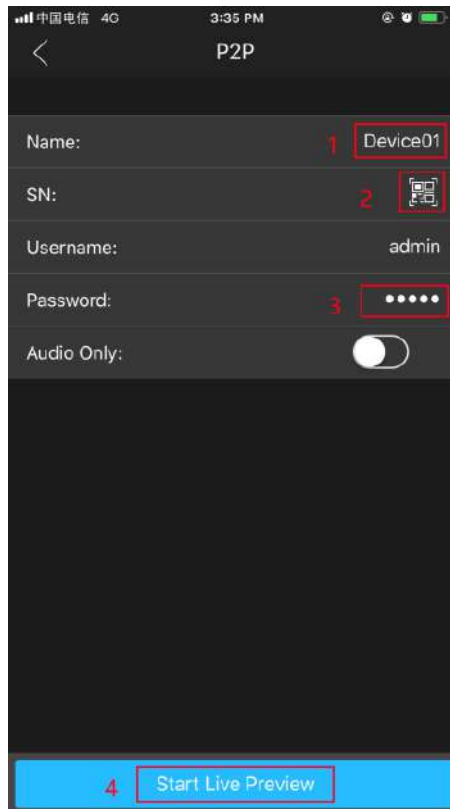 中国电信 4G 3:35 PM
P2P
Name: 1 Device01
SN: 2
Username: admin
Password: 3 •••••
Audio Only:
4 Start Live Preview